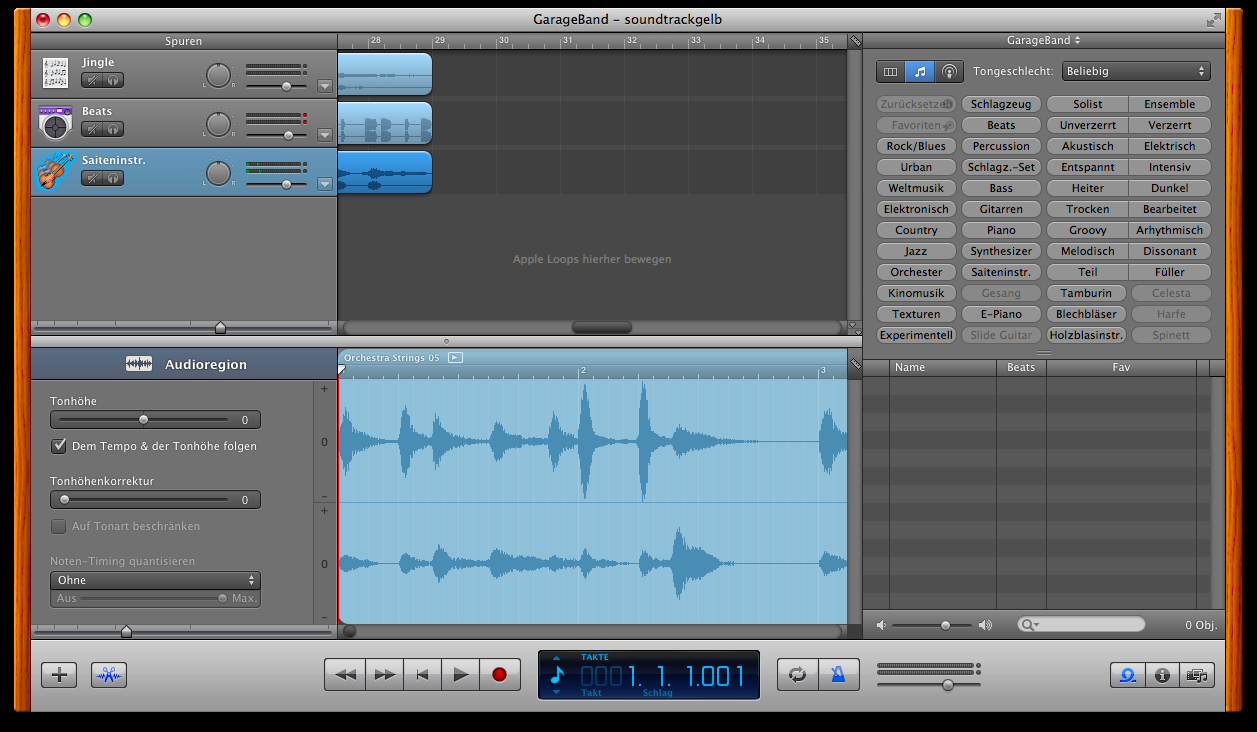 GarageBand – soundtrackgelb
Spuren
28 29 30 31 32 33 34 35
GarageBand
Jingle
L R
Beats
L R
Saiteninstr.
L R
Apple Loops hierher bewegen
Tongeschlecht: Beliebig
Zurücksetzen Schlagzeug Solist Ensemble
Favoriten Beats Unverzerrt Verzerrt
Rock/Blues Percussion Akustisch Elektrisch
Urban Schlagz.-Set Entspannt Intensiv
Weltmusik Bass Heiter Dunkel
Elektronisch Gitarren Trocken Bearbeitet
Country Piano Groovy Arhythmisch
Jazz Synthesizer Melodisch Dissonant
Orchester Saiteninstr. Teil Füller
Kinomusik Gesang Tamburin Celesta
Texturen E-Piano Blechbläser Harfe
Experimentell Slide Guitar Holzblasinstr. Spinett
Name Beats Fav
0 Obj.
Audioregion
Orchestra Strings 05
2 3
Tonhöhe
0
Dem Tempo & der Tonhöhe folgen
Tonhöhenkorrektur
0
Auf Tonart beschränken
Noten-Timing quantisieren
Ohne
Aus Max.
+
0
–
+
0
–
TAKTE
0001. 1. 1.001
Takt Schlag